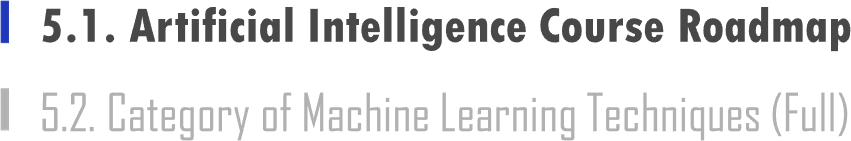 5.1. Artificial Intelligence Course Roadmap
5.2. Category of Machine Learning Techniques (Full)